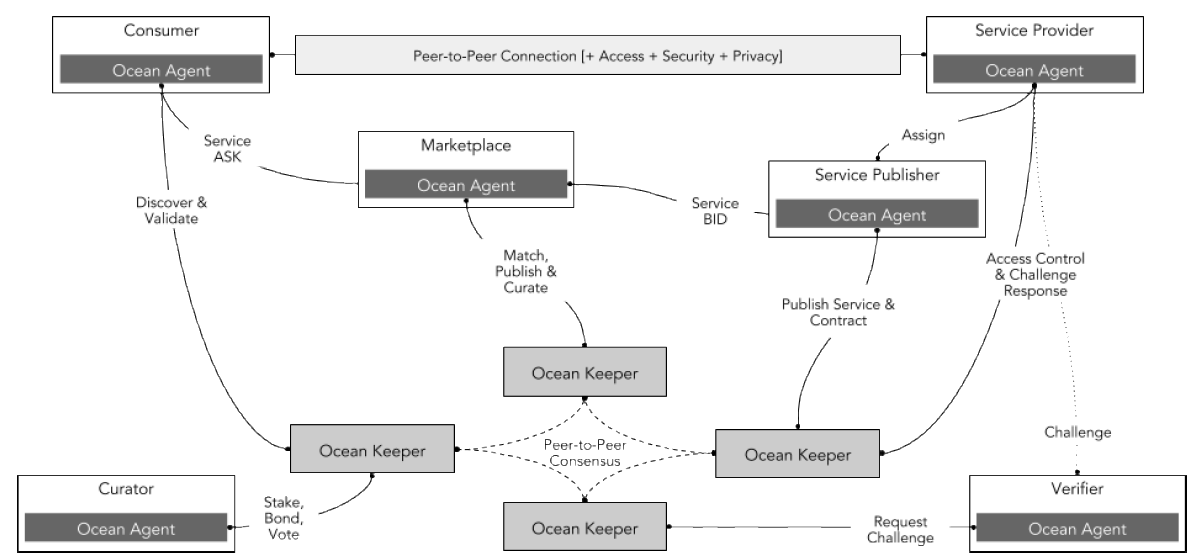 Consumer
Ocean Agent
Peer-to-Peer Connection [+ Access + Security + Privacy]
Service Provider
Ocean Agent
Service
ASK
Marketplace
Ocean Agent
Assign
Service Publisher
Ocean Agent
Service
BID
Discover &
Validate
Match,
Publish &
Curate
Publish Service &
Contract
Access Control
& Challenge
Response
Ocean Keeper
Ocean Keeper
Peer-to-Peer
Consensus
Ocean Keeper
Challenge
Curator
Ocean Agent
Stake,
Bond,
Vote
Ocean Keeper
Request
Challenge
Verifier
Ocean Agent